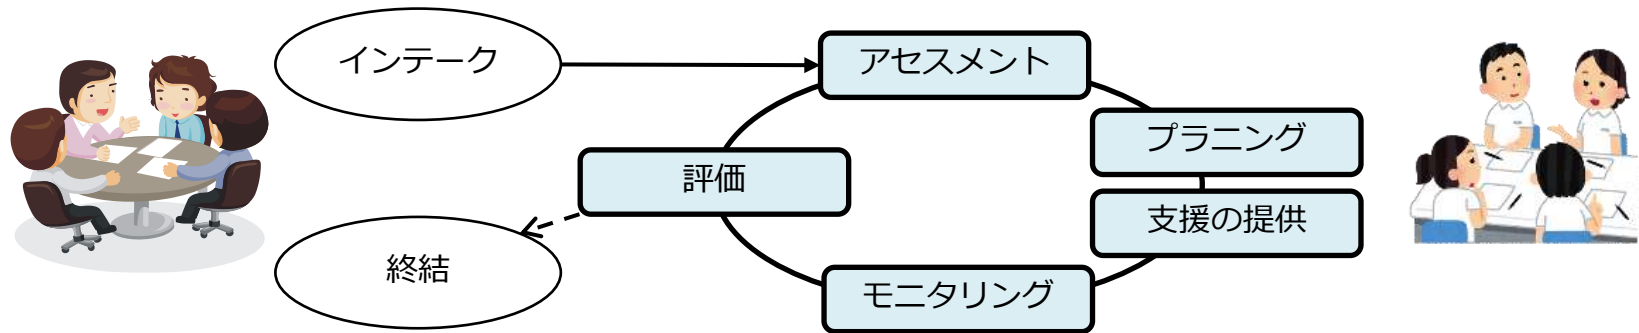 インテーク
アセスメント
プラニング
評価
支援の提供
終結
モニタリング